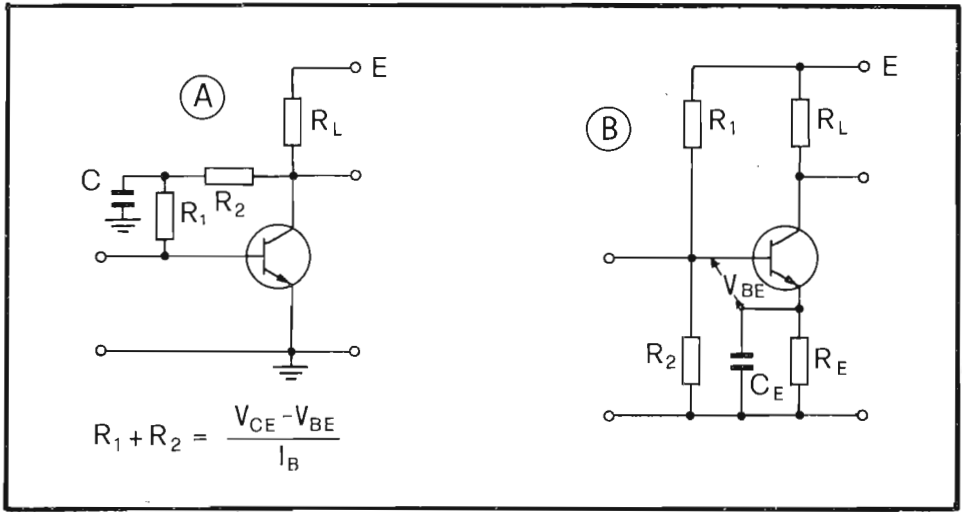 A
E
R_L
C
R_2
R_1
R_1 + R_2 = (V_CE - V_BE) / I_B
B
E
R_1
R_L
V_BE
R_2
C_E
R_E